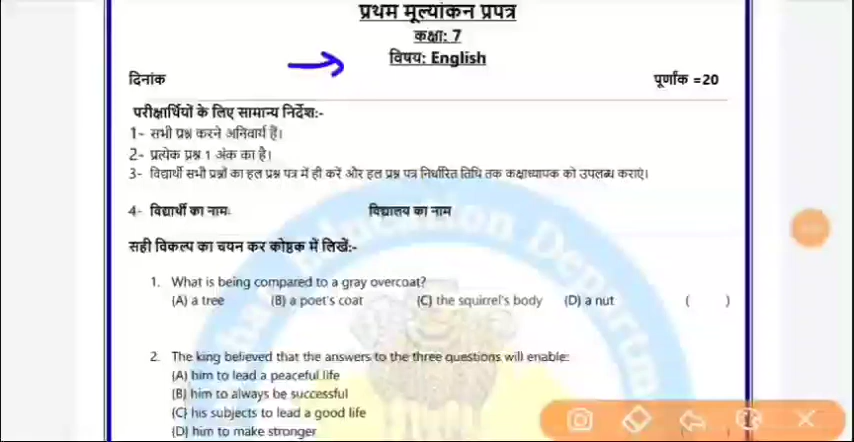 प्रथम मूल्यांकन प्रपत्र
कक्षा: 7
विषय: English
दिनांक पूर्णांक =20
परीक्षार्थियों के लिए सामान्य निर्देश:-
1- सभी प्रश्न करने अनिवार्य हैं।
2- प्रत्येक प्रश्न 1 अंक का है।
3- विद्यार्थी सभी प्रश्नों का हल प्रश्न पत्र में ही करें और हल प्रश्न पत्र निर्धारित तिथि तक कक्षाध्यापक को उपलब्ध कराएं।
4- विद्यार्थी का नाम- विद्यालय का नाम
सही विकल्प का चयन कर कोष्ठक में लिखें:-
1. What is being compared to a gray overcoat?
(A) a tree (B) a poet's coat (C) the squirrel's body (D) a nut ( )
2. The king believed that the answers to the three questions will enable:
(A) him to lead a peaceful life
(B) him to always be successful
(C) his subjects to lead a good life
(D) him to make stronger